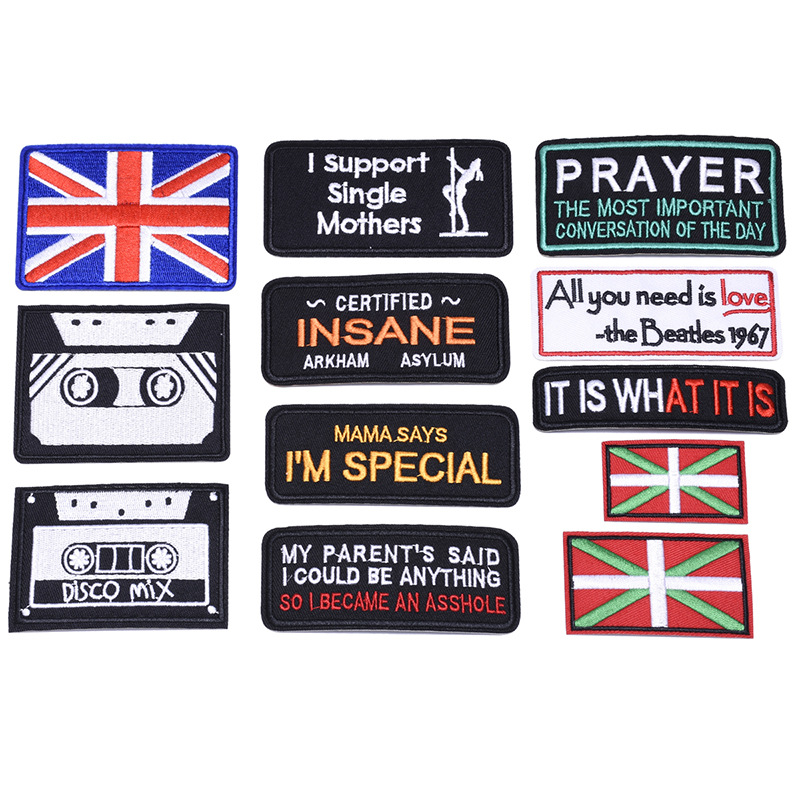 DISCO MIX
I Support
Single
Mothers
~ CERTIFIED ~
INSANE
ARKHAM ASYLUM
MAMA SAYS
I'M SPECIAL
MY PARENT'S SAID
I COULD BE ANYTHING
SO I BECAME AN ASSHOLE
PRAYER
THE MOST IMPORTANT
CONVERSATION OF THE DAY
All you need is love
-the Beatles 1967
IT IS WHAT IT IS